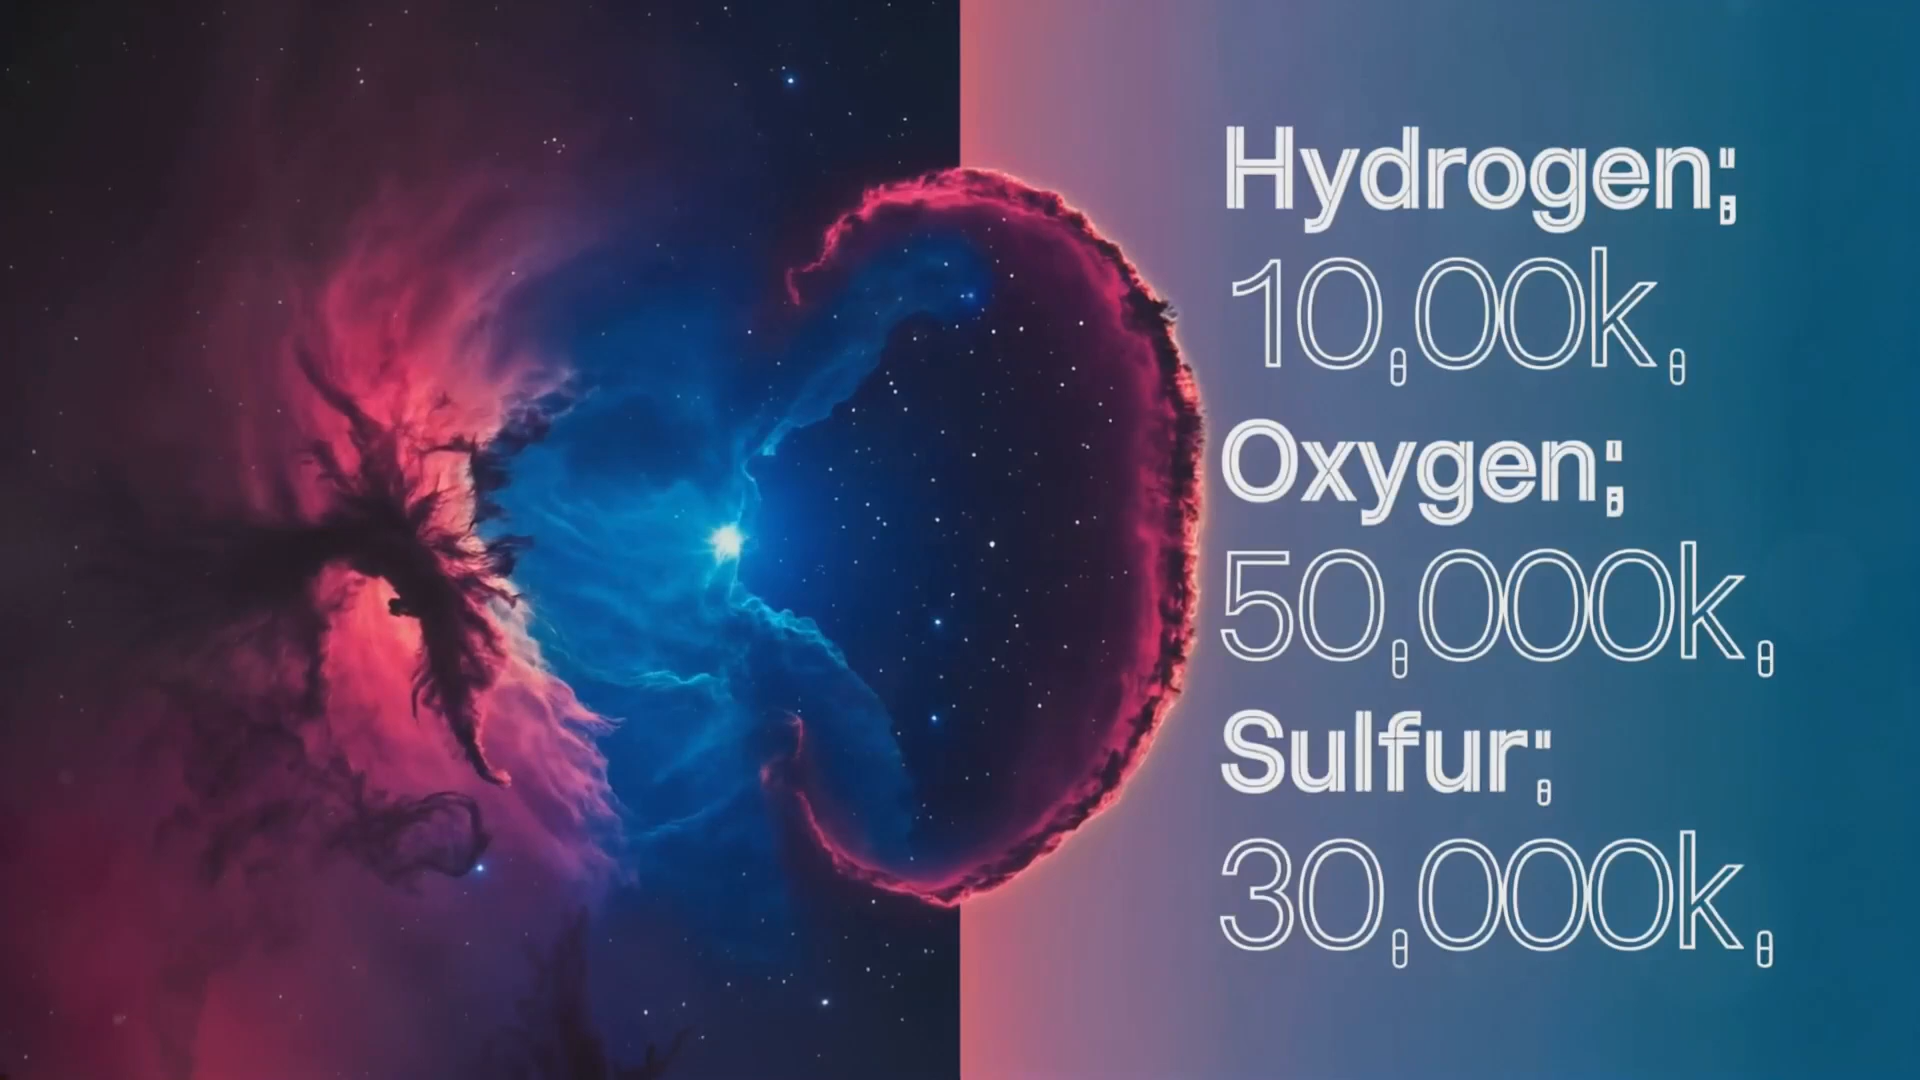 Hydrogen;
10,00k,
Oxygen;
50,000k,
Sulfur;
30,000k,